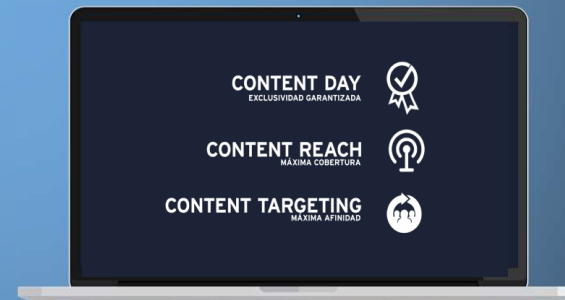 CONTENT DAY
EXCLUSIVIDAD GARANTIZADA
CONTENT REACH
MÁXIMA COBERTURA
CONTENT TARGETING
MÁXIMA AFINIDAD